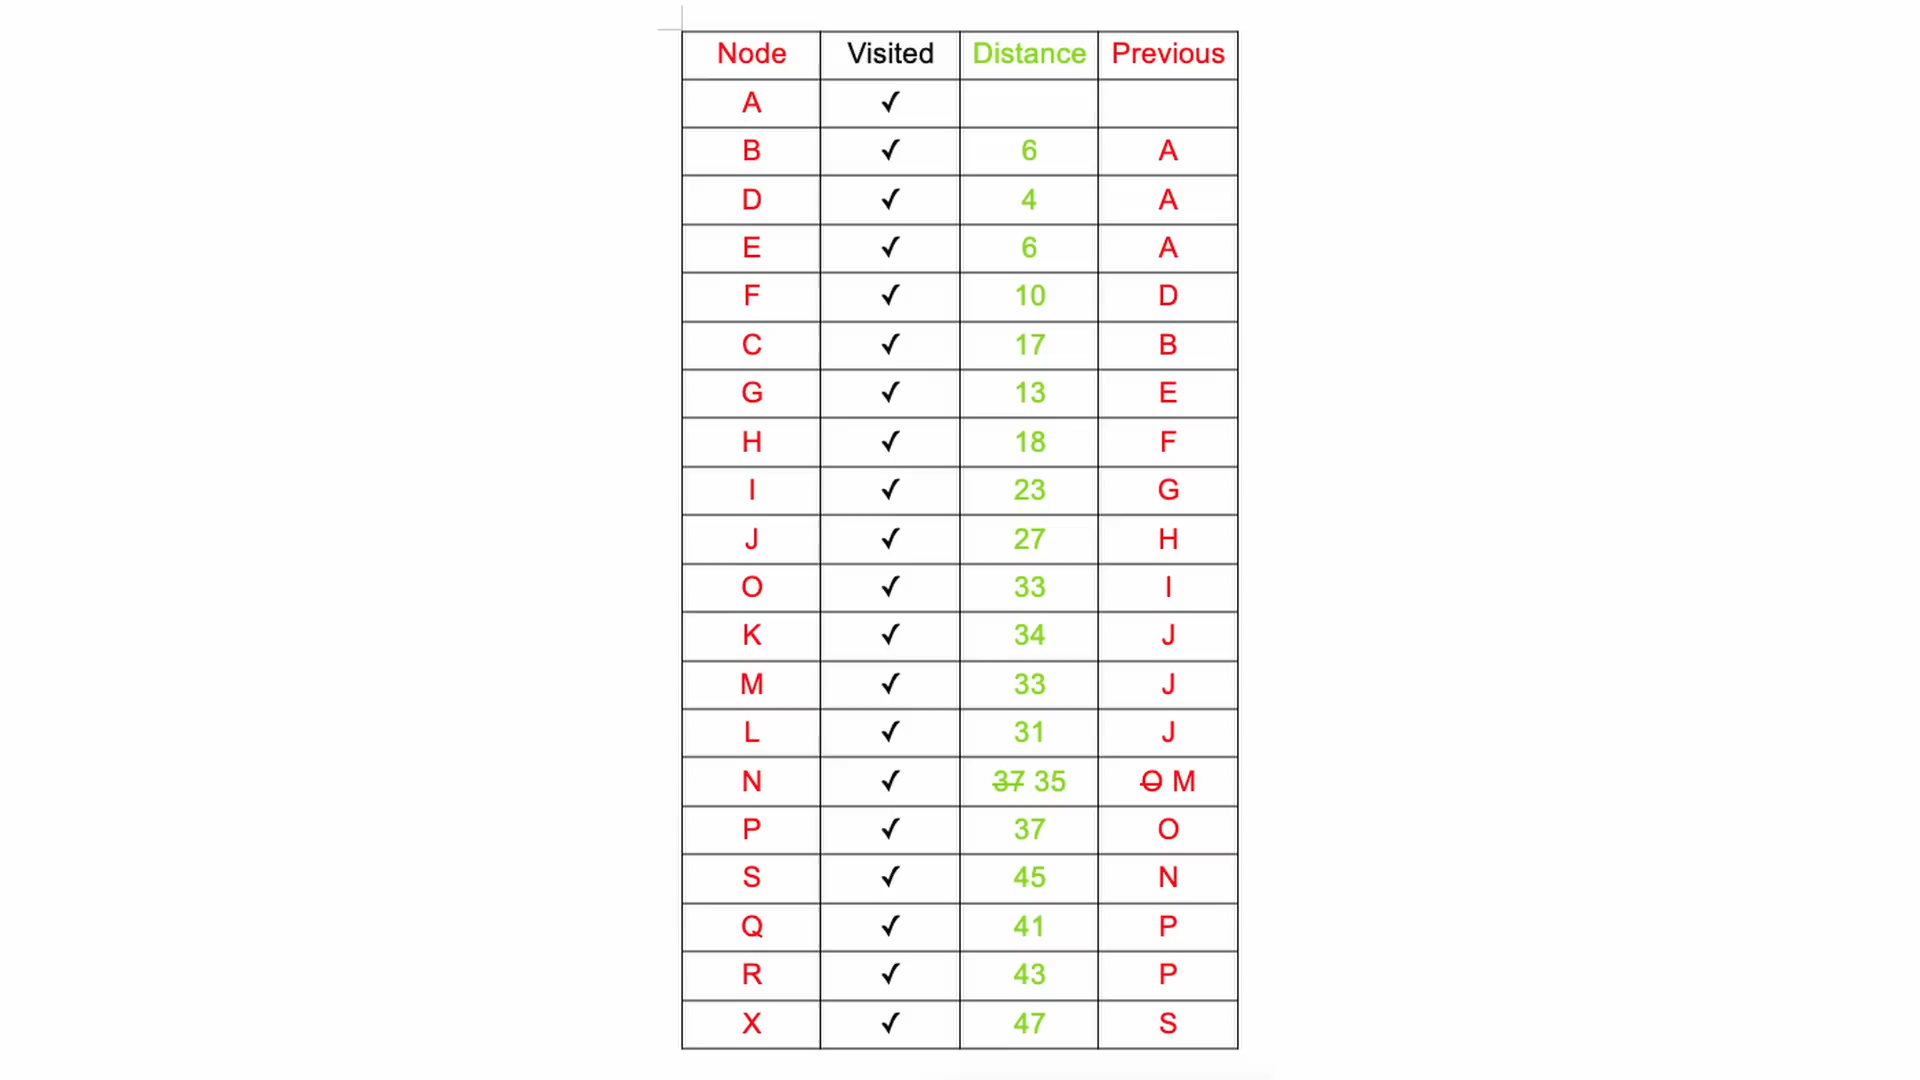 Node Visited Distance Previous
A ✓
B ✓ 6 A
D ✓ 4 A
E ✓ 6 A
F ✓ 10 D
C ✓ 17 B
G ✓ 13 E
H ✓ 18 F
I ✓ 23 G
J ✓ 27 H
O ✓ 33 I
K ✓ 34 J
M ✓ 33 J
L ✓ 31 J
N ✓ 37 35 O M
P ✓ 37 O
S ✓ 45 N
Q ✓ 41 P
R ✓ 43 P
X ✓ 47 S